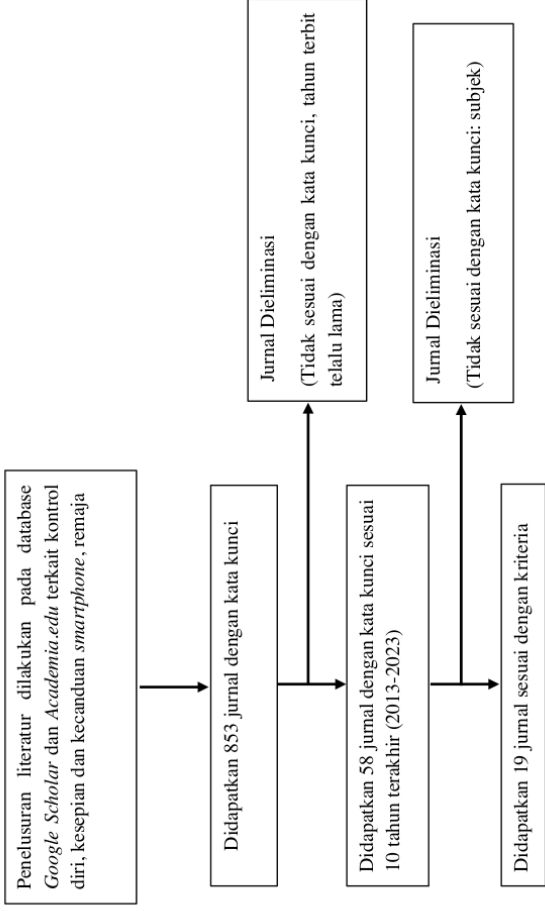 Penelusuran literatur dilakukan pada database
Google Scholar dan Academia.edu terkait kontrol
diri, kesepian dan kecanduan smartphone, remaja
Didapatkan 853 jurnal dengan kata kunci
Jurnal Dieliminasi
(Tidak sesuai dengan kata kunci, tahun terbit
telalu lama)
Didapatkan 58 jurnal dengan kata kunci sesuai
10 tahun terakhir (2013-2023)
Jurnal Dieliminasi
(Tidak sesuai dengan kata kunci: subjek)
Didapatkan 19 jurnal sesuai dengan kriteria